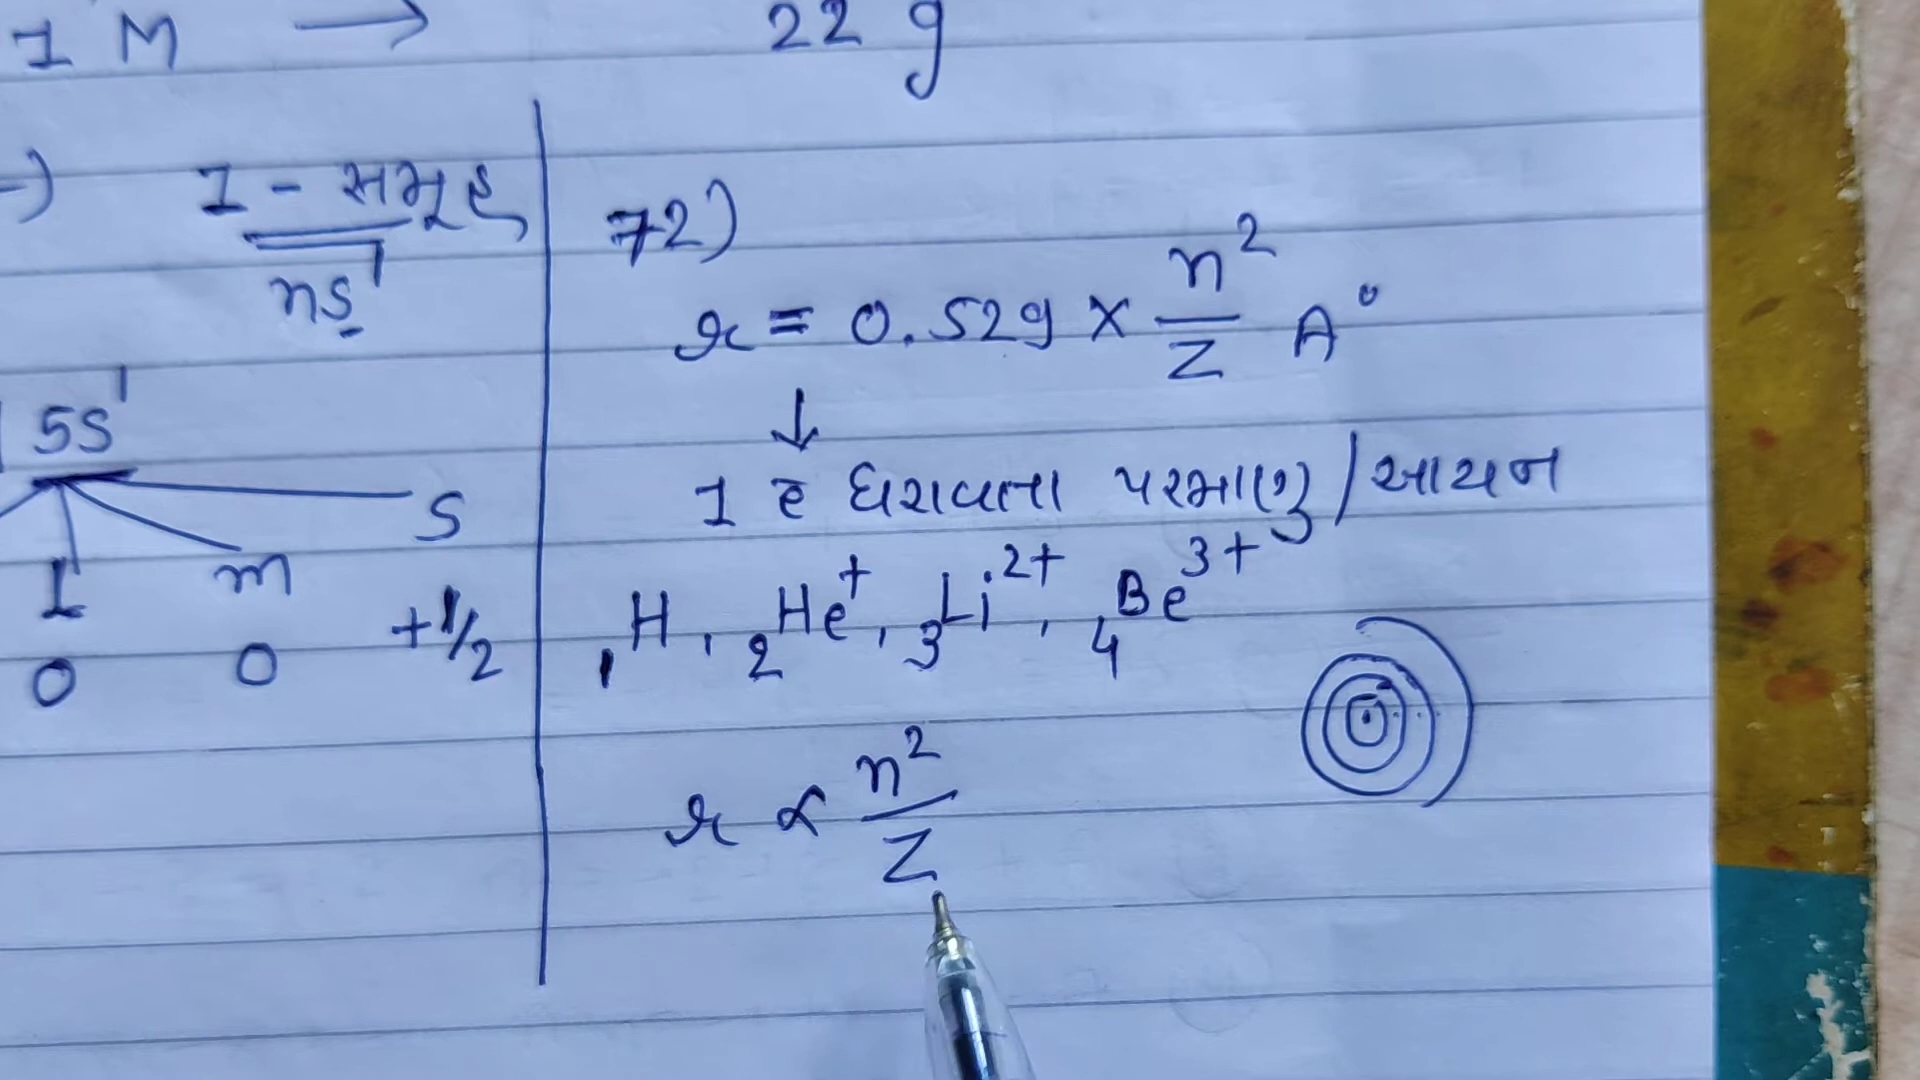 1 M → 22 g
I - સમૂહ
ns¹
5s¹
s
l m
0 0 +1/2
72)
r = 0.529 × n²/Z A°
↓
1 e ધરાવતા પરમાણુ / આયન
₁H, ₂He⁺, ₃Li²⁺, ₄Be³⁺
r ∝ n²/Z